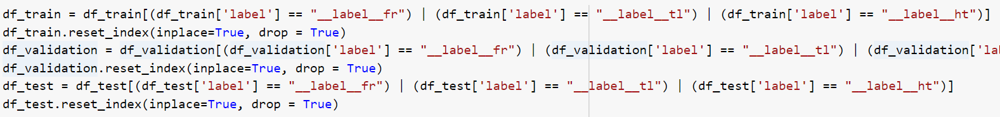 df_train = df_train[(df_train['label'] == "__label__fr") | (df_train['label'] == "__label__tl") | (df_train['label'] == "__label__ht")]
df_train.reset_index(inplace=True, drop = True)
df_validation = df_validation[(df_validation['label'] == "__label__fr") | (df_validation['label'] == "__label__tl") | (df_validation['lal
df_validation.reset_index(inplace=True, drop = True)
df_test = df_test[(df_test['label'] == "__label__fr") | (df_test['label'] == "__label__tl") | (df_test['label'] == "__label__ht")]
df_test.reset_index(inplace=True, drop = True)